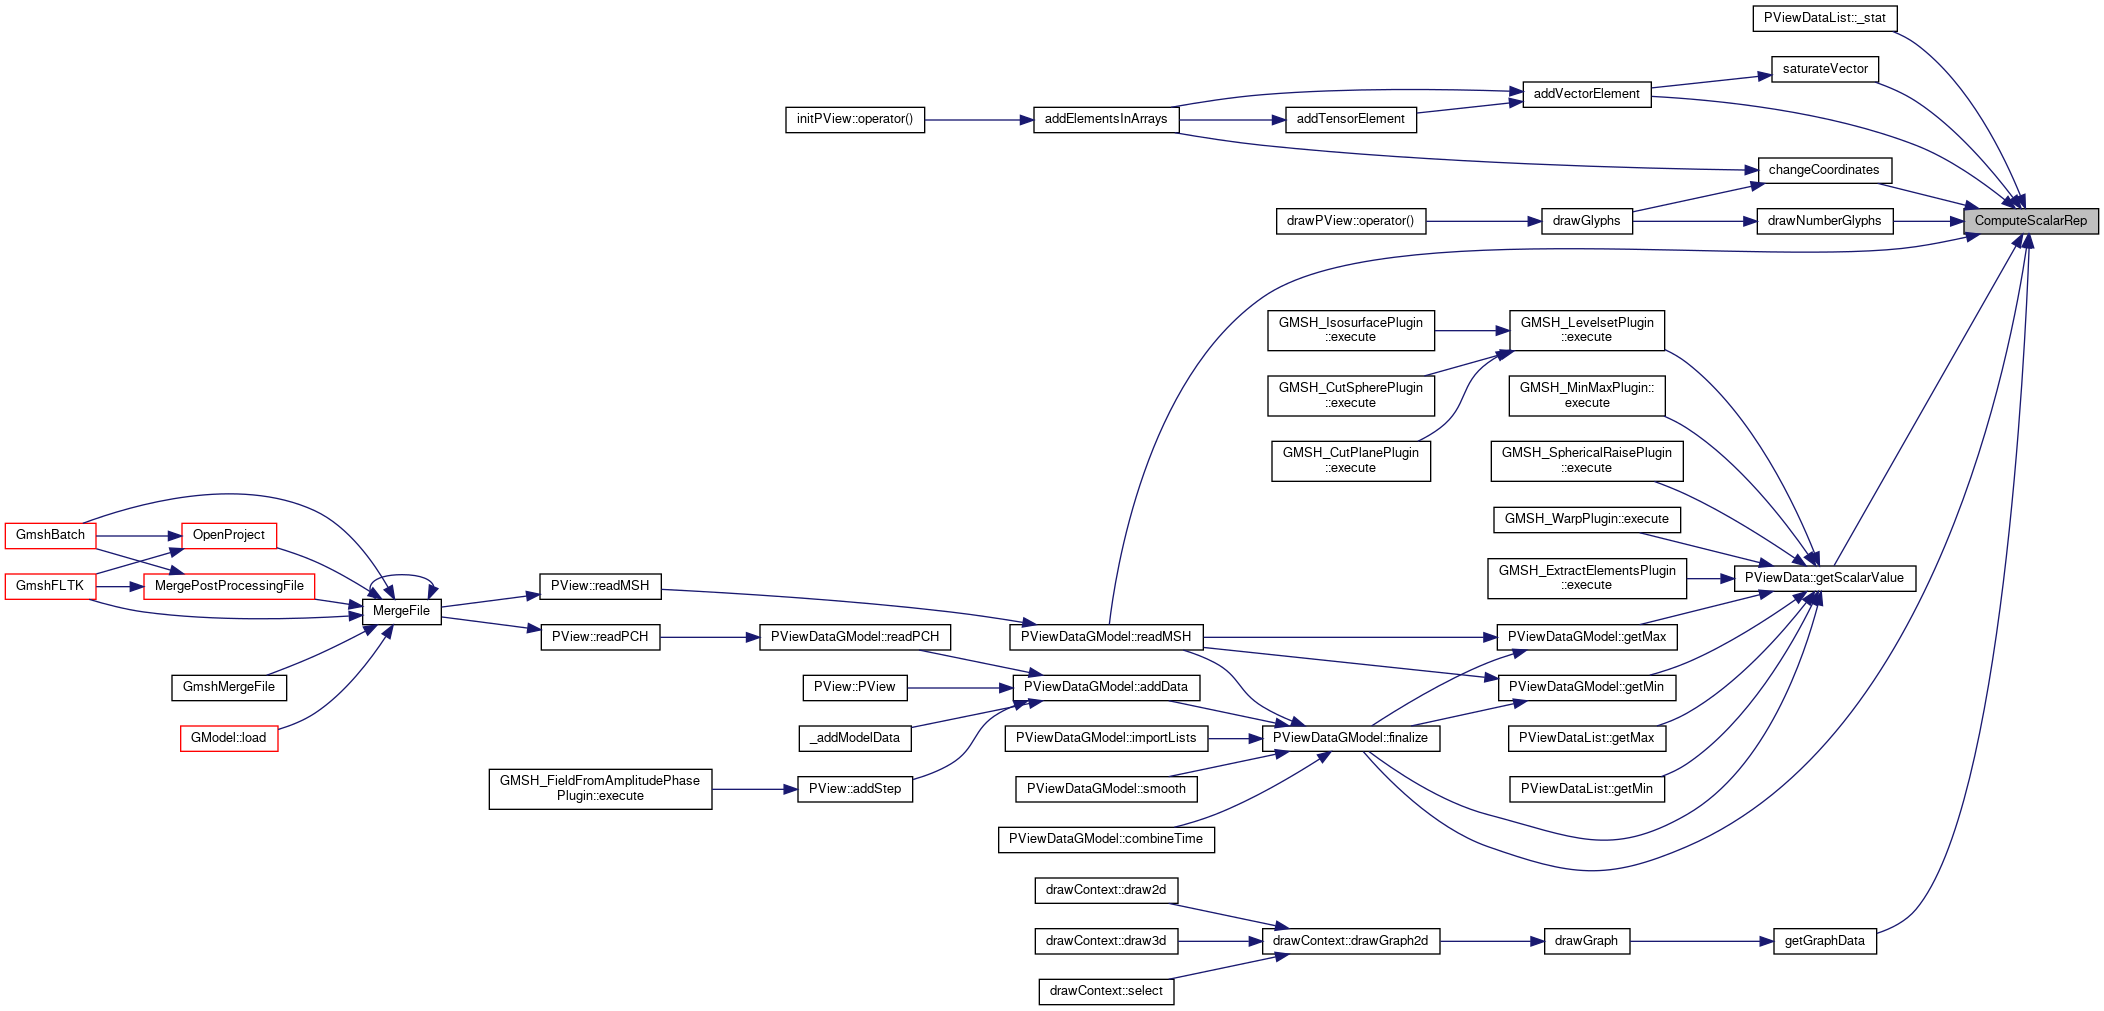 PViewDataList::_stat
saturateVector
addVectorElement
initPView::operator()
addElementsInArrays
addTensorElement
changeCoordinates
drawPView::operator()
drawGlyphs
drawNumberGlyphs
ComputeScalarRep
GMSH_IsosurfacePlugin
::execute
GMSH_LevelsetPlugin
::execute
GMSH_CutSpherePlugin
::execute
GMSH_MinMaxPlugin::
execute
GMSH_CutPlanePlugin
::execute
GMSH_SphericalRaisePlugin
::execute
GMSH_WarpPlugin::execute
GmshBatch
OpenProject
GMSH_ExtractElementsPlugin
::execute
PViewData::getScalarValue
GmshFLTK
MergePostProcessingFile
MergeFile
PView::readMSH
PView::readPCH
PViewDataGModel::readPCH
PViewDataGModel::readMSH
PViewDataGModel::getMax
GmshMergeFile
PView::PView
PViewDataGModel::addData
PViewDataGModel::getMin
GModel::load
_addModelData
PViewDataGModel::importLists
PViewDataGModel::finalize
PViewDataList::getMax
GMSH_FieldFromAmplitudePhase
Plugin::execute
PView::addStep
PViewDataGModel::smooth
PViewDataList::getMin
PViewDataGModel::combineTime
drawContext::draw2d
drawContext::draw3d
drawContext::drawGraph2d
drawGraph
getGraphData
drawContext::select